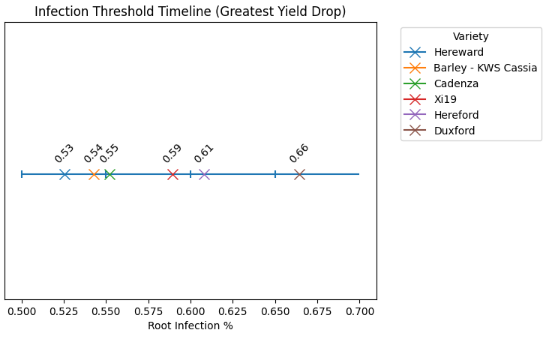 Infection Threshold Timeline (Greatest Yield Drop)
Variety
Hereward
Barley - KWS Cassia
Cadenza
Xi19
Hereford
Duxford
0.53
0.54
0.55
0.59
0.61
0.66
0.500 0.525 0.550 0.575 0.600 0.625 0.650 0.675 0.700
Root Infection %